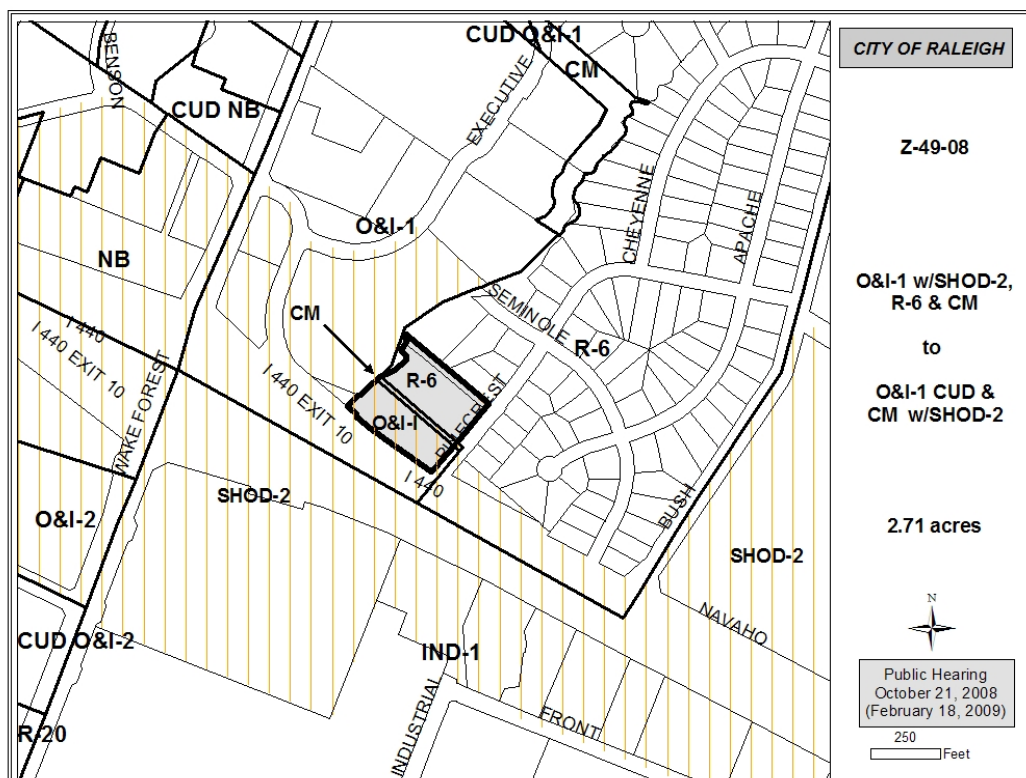 CUD O&I-1
CM
BENSON
EXECUTIVE
CUD NB
CHEYENNE
APACHE
O&I-1
NB
SEMINOLE
CM
R-6
I 440
I 440 EXIT 10
I 440 EXIT 10
R-6
O&I-I
I 440
WAKE FOREST
SHOD-2
BUSH
O&I-2
SHOD-2
NAVAHO
CUD O&I-2
IND-1
INDUSTRIAL
FRONT
R-20
CITY OF RALEIGH
Z-49-08
O&I-1 w/SHOD-2,
R-6 & CM
to
O&I-1 CUD &
CM w/SHOD-2
2.71 acres
N
Public Hearing
October 21, 2008
(February 18, 2009)
250
Feet